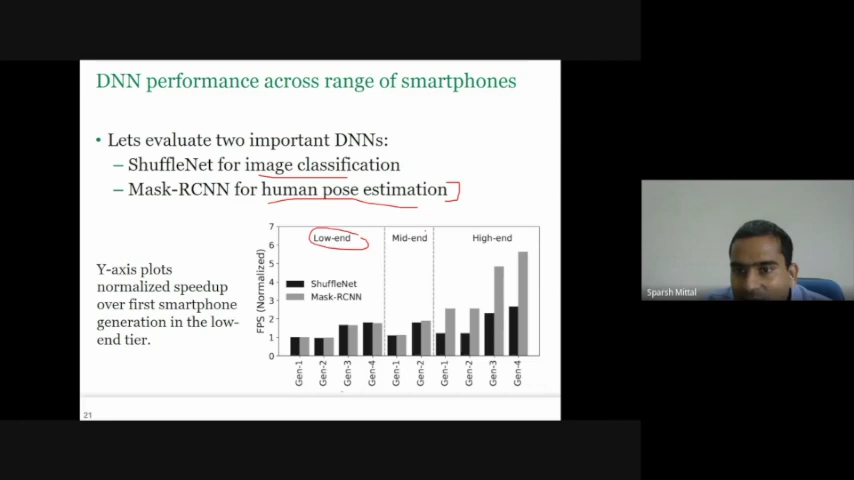 DNN performance across range of smartphones
• Lets evaluate two important DNNs:
– ShuffleNet for image classification
– Mask-RCNN for human pose estimation
Y-axis plots
normalized speedup
over first smartphone
generation in the low-
end tier.
FPS (Normalized)
7
6
5
4
3
2
1
0
Low-end
Mid-end
High-end
ShuffleNet
Mask-RCNN
Gen-1
Gen-2
Gen-3
Gen-4
Gen-1
Gen-2
Gen-1
Gen-2
Gen-3
Gen-4
21
Sparsh Mittal